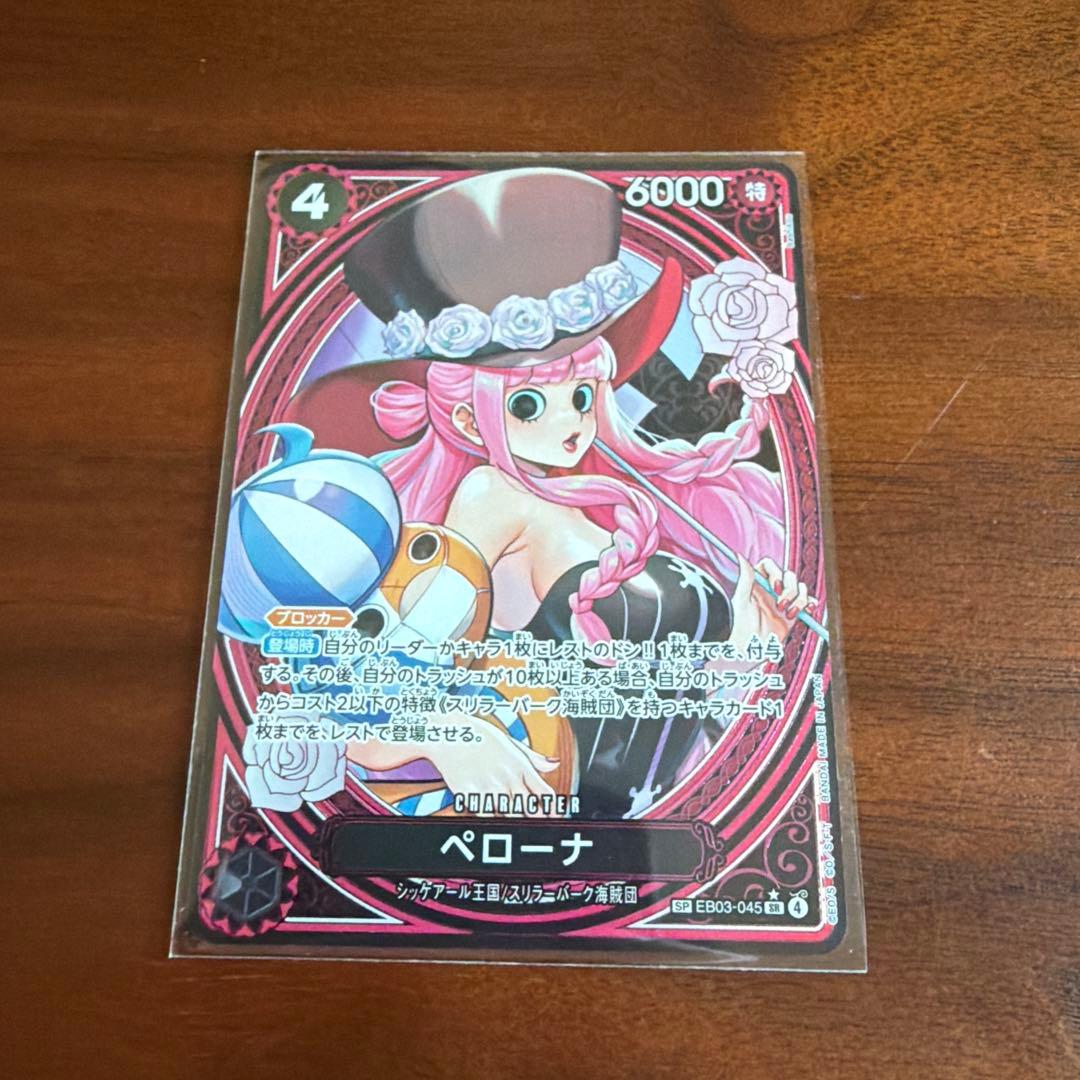 4
6000
特
ブロッカー
登場時 自分のリーダーかキャラ1枚にレストのドン!!1枚までを、付与
する。その後、自分のトラッシュが10枚以上ある場合、自分のトラッシュ
からコスト2以下の特徴《スリラーバーク海賊団》を持つキャラカード1
枚までを、レストで登場させる。
CHARACTER
ペローナ
シッケアール王国/スリラーバーク海賊団
SP EB03-045 SR 4
©E.O./S. ©O./S.,F.,T. BANDAI MADE IN JAPAN